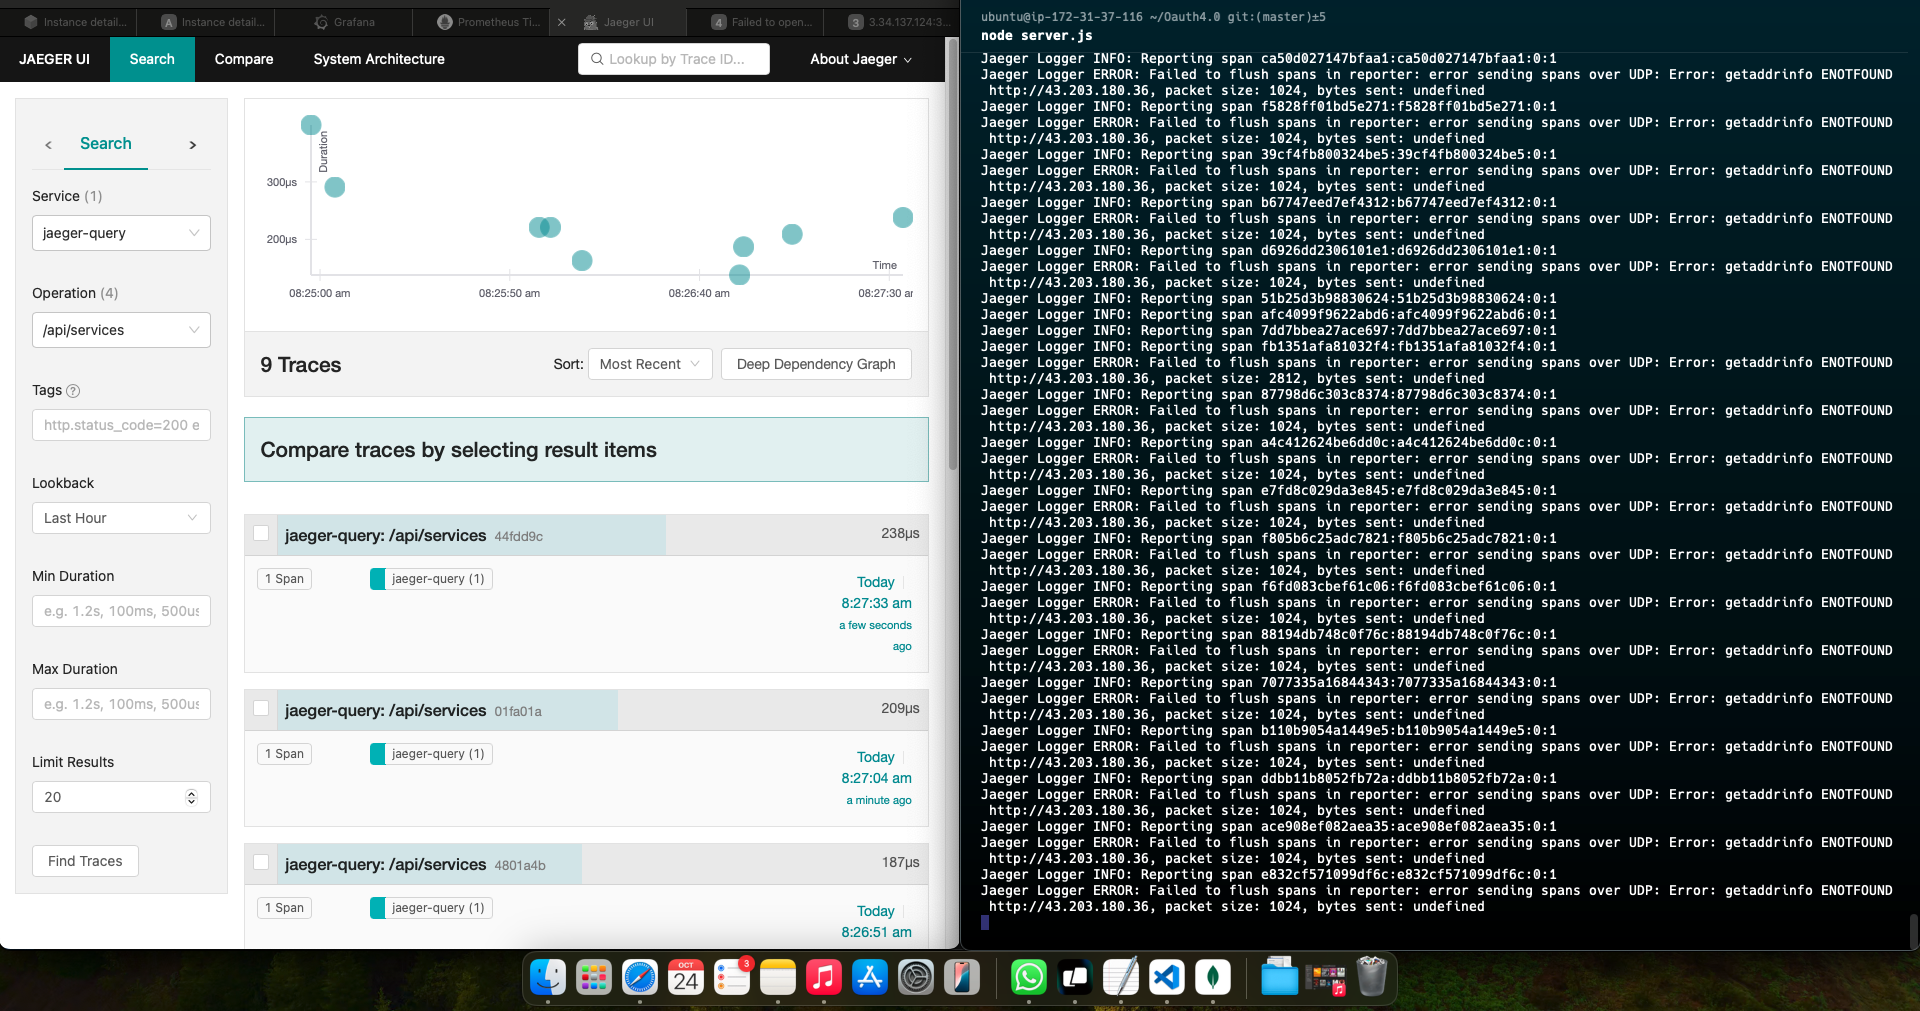 Instance detail...
A Instance detail...
Grafana
Prometheus Ti...
Jaeger UI
4 Failed to open...
3 3.34.137.124:3...
JAEGER UI
Search
Compare
System Architecture
Lookup by Trace ID...
About Jaeger
Search
Service (1)
jaeger-query
Operation (4)
/api/services
Tags ?
http.status_code=200 e
Lookback
Last Hour
Min Duration
e.g. 1.2s, 100ms, 500us
Max Duration
e.g. 1.2s, 100ms, 500us
Limit Results
20
Find Traces
Duration
300μs
200μs
Time
08:25:00 am
08:25:50 am
08:26:40 am
08:27:30 ar
9 Traces
Sort: Most Recent
Deep Dependency Graph
Compare traces by selecting result items
jaeger-query: /api/services 44fdd9c
238μs
1 Span
jaeger-query (1)
Today
8:27:33 am
a few seconds
ago
jaeger-query: /api/services 01fa01a
209μs
1 Span
jaeger-query (1)
Today
8:27:04 am
a minute ago
jaeger-query: /api/services 4801a4b
187μs
1 Span
jaeger-query (1)
Today
8:26:51 am
ubuntu@ip-172-31-37-116 ~/Oauth4.0 git:(master)±5
node server.js
Jaeger Logger INFO: Reporting span ca50d027147bfaa1:ca50d027147bfaa1:0:1
Jaeger Logger ERROR: Failed to flush spans in reporter: error sending spans over UDP: Error: getaddrinfo ENOTFOUND
http://43.203.180.36, packet size: 1024, bytes sent: undefined
Jaeger Logger INFO: Reporting span f5828ff01bd5e271:f5828ff01bd5e271:0:1
Jaeger Logger ERROR: Failed to flush spans in reporter: error sending spans over UDP: Error: getaddrinfo ENOTFOUND
http://43.203.180.36, packet size: 1024, bytes sent: undefined
Jaeger Logger INFO: Reporting span 39cf4fb800324be5:39cf4fb800324be5:0:1
Jaeger Logger ERROR: Failed to flush spans in reporter: error sending spans over UDP: Error: getaddrinfo ENOTFOUND
http://43.203.180.36, packet size: 1024, bytes sent: undefined
Jaeger Logger INFO: Reporting span b67747eed7ef4312:b67747eed7ef4312:0:1
Jaeger Logger ERROR: Failed to flush spans in reporter: error sending spans over UDP: Error: getaddrinfo ENOTFOUND
http://43.203.180.36, packet size: 1024, bytes sent: undefined
Jaeger Logger INFO: Reporting span d6926dd2306101e1:d6926dd2306101e1:0:1
Jaeger Logger ERROR: Failed to flush spans in reporter: error sending spans over UDP: Error: getaddrinfo ENOTFOUND
http://43.203.180.36, packet size: 1024, bytes sent: undefined
Jaeger Logger INFO: Reporting span 51b25d3b98830624:51b25d3b98830624:0:1
Jaeger Logger INFO: Reporting span afc4099f9622abd6:afc4099f9622abd6:0:1
Jaeger Logger INFO: Reporting span 7dd7bbea27ace697:7dd7bbea27ace697:0:1
Jaeger Logger INFO: Reporting span fb1351afa81032f4:fb1351afa81032f4:0:1
Jaeger Logger ERROR: Failed to flush spans in reporter: error sending spans over UDP: Error: getaddrinfo ENOTFOUND
http://43.203.180.36, packet size: 2812, bytes sent: undefined
Jaeger Logger INFO: Reporting span 87798d6c303c8374:87798d6c303c8374:0:1
Jaeger Logger ERROR: Failed to flush spans in reporter: error sending spans over UDP: Error: getaddrinfo ENOTFOUND
http://43.203.180.36, packet size: 1024, bytes sent: undefined
Jaeger Logger INFO: Reporting span a4c412624be6dd0c:a4c412624be6dd0c:0:1
Jaeger Logger ERROR: Failed to flush spans in reporter: error sending spans over UDP: Error: getaddrinfo ENOTFOUND
http://43.203.180.36, packet size: 1024, bytes sent: undefined
Jaeger Logger INFO: Reporting span e7fd8c029da3e845:e7fd8c029da3e845:0:1
Jaeger Logger ERROR: Failed to flush spans in reporter: error sending spans over UDP: Error: getaddrinfo ENOTFOUND
http://43.203.180.36, packet size: 1024, bytes sent: undefined
Jaeger Logger INFO: Reporting span f805b6c25adc7821:f805b6c25adc7821:0:1
Jaeger Logger ERROR: Failed to flush spans in reporter: error sending spans over UDP: Error: getaddrinfo ENOTFOUND
http://43.203.180.36, packet size: 1024, bytes sent: undefined
Jaeger Logger INFO: Reporting span f6fd083cbef61c06:f6fd083cbef61c06:0:1
Jaeger Logger ERROR: Failed to flush spans in reporter: error sending spans over UDP: Error: getaddrinfo ENOTFOUND
http://43.203.180.36, packet size: 1024, bytes sent: undefined
Jaeger Logger INFO: Reporting span 88194db748c0f76c:88194db748c0f76c:0:1
Jaeger Logger ERROR: Failed to flush spans in reporter: error sending spans over UDP: Error: getaddrinfo ENOTFOUND
http://43.203.180.36, packet size: 1024, bytes sent: undefined
Jaeger Logger INFO: Reporting span 7077335a16844343:7077335a16844343:0:1
Jaeger Logger ERROR: Failed to flush spans in reporter: error sending spans over UDP: Error: getaddrinfo ENOTFOUND
http://43.203.180.36, packet size: 1024, bytes sent: undefined
Jaeger Logger INFO: Reporting span b110b9054a1449e5:b110b9054a1449e5:0:1
Jaeger Logger ERROR: Failed to flush spans in reporter: error sending spans over UDP: Error: getaddrinfo ENOTFOUND
http://43.203.180.36, packet size: 1024, bytes sent: undefined
Jaeger Logger INFO: Reporting span ddbb11b8052fb72a:ddbb11b8052fb72a:0:1
Jaeger Logger ERROR: Failed to flush spans in reporter: error sending spans over UDP: Error: getaddrinfo ENOTFOUND
http://43.203.180.36, packet size: 1024, bytes sent: undefined
Jaeger Logger INFO: Reporting span ace908ef082aea35:ace908ef082aea35:0:1
Jaeger Logger ERROR: Failed to flush spans in reporter: error sending spans over UDP: Error: getaddrinfo ENOTFOUND
http://43.203.180.36, packet size: 1024, bytes sent: undefined
Jaeger Logger INFO: Reporting span e832cf571099df6c:e832cf571099df6c:0:1
Jaeger Logger ERROR: Failed to flush spans in reporter: error sending spans over UDP: Error: getaddrinfo ENOTFOUND
http://43.203.180.36, packet size: 1024, bytes sent: undefined
OCT
24
3